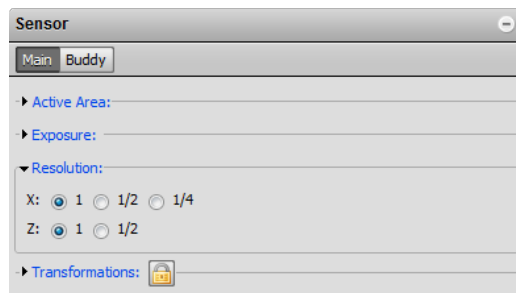 Sensor
Main Buddy
Active Area:
Exposure:
Resolution:
X: 1 1/2 1/4
Z: 1 1/2
Transformations: